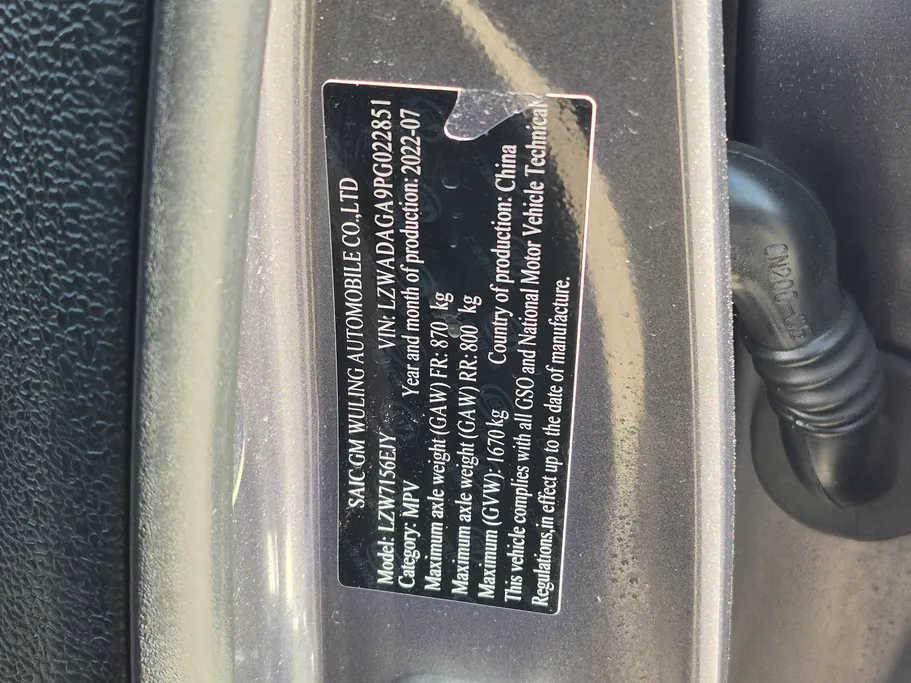 SAIC GM WULING AUTOMOBILE CO.,LTD
Model: LZW7156EJY VIN: LZWADAGA9PG022851
Category: MPV Year and month of production: 2022-07
Maximum axle weight (GAW) FR: 870 kg
Maximum axle weight (GAW) RR: 800 kg
Maximum (GVW): 1670 kg Country of production: China
This vehicle complies with all GSO and National Motor Vehicle Technical
Regulations,in effect up to the date of manufacture.